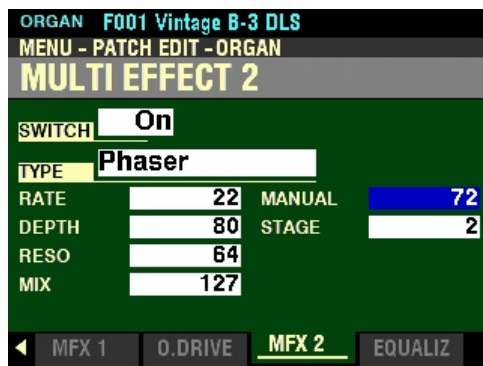 ORGAN F001 Vintage B-3 DLS
MENU - PATCH EDIT - ORGAN
MULTI EFFECT 2
SWITCH On
TYPE Phaser
RATE 22 MANUAL 72
DEPTH 80 STAGE 2
RESO 64
MIX 127
MFX 1 O.DRIVE MFX 2 EQUALIZ